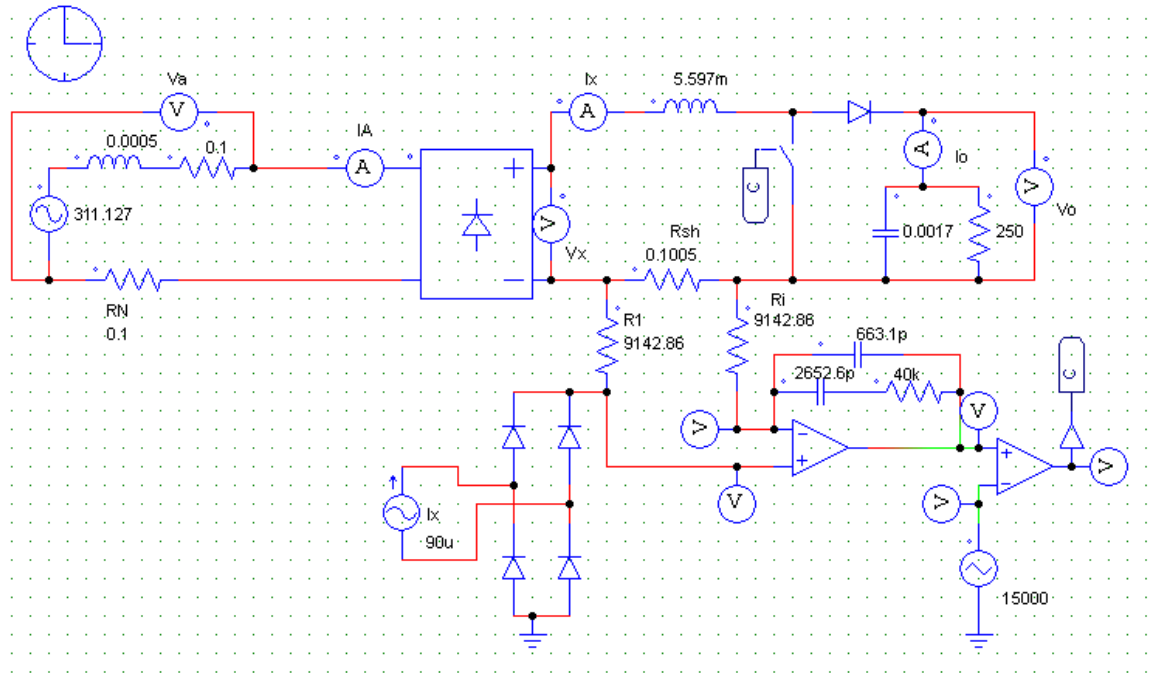 Va
V
0.0005
0.1
IA
A
311.127
RN
0.1
+
−
Ix
A
5.597m
V
Vx
C
A
Io
V
Vo
0.0017
250
Rsh
0.1005
R1
9142.86
Ri
9142.86
663.1p
2652.6p
40k
V
−
+
V
V
C
+
−
V
V
Ix
90u
15000